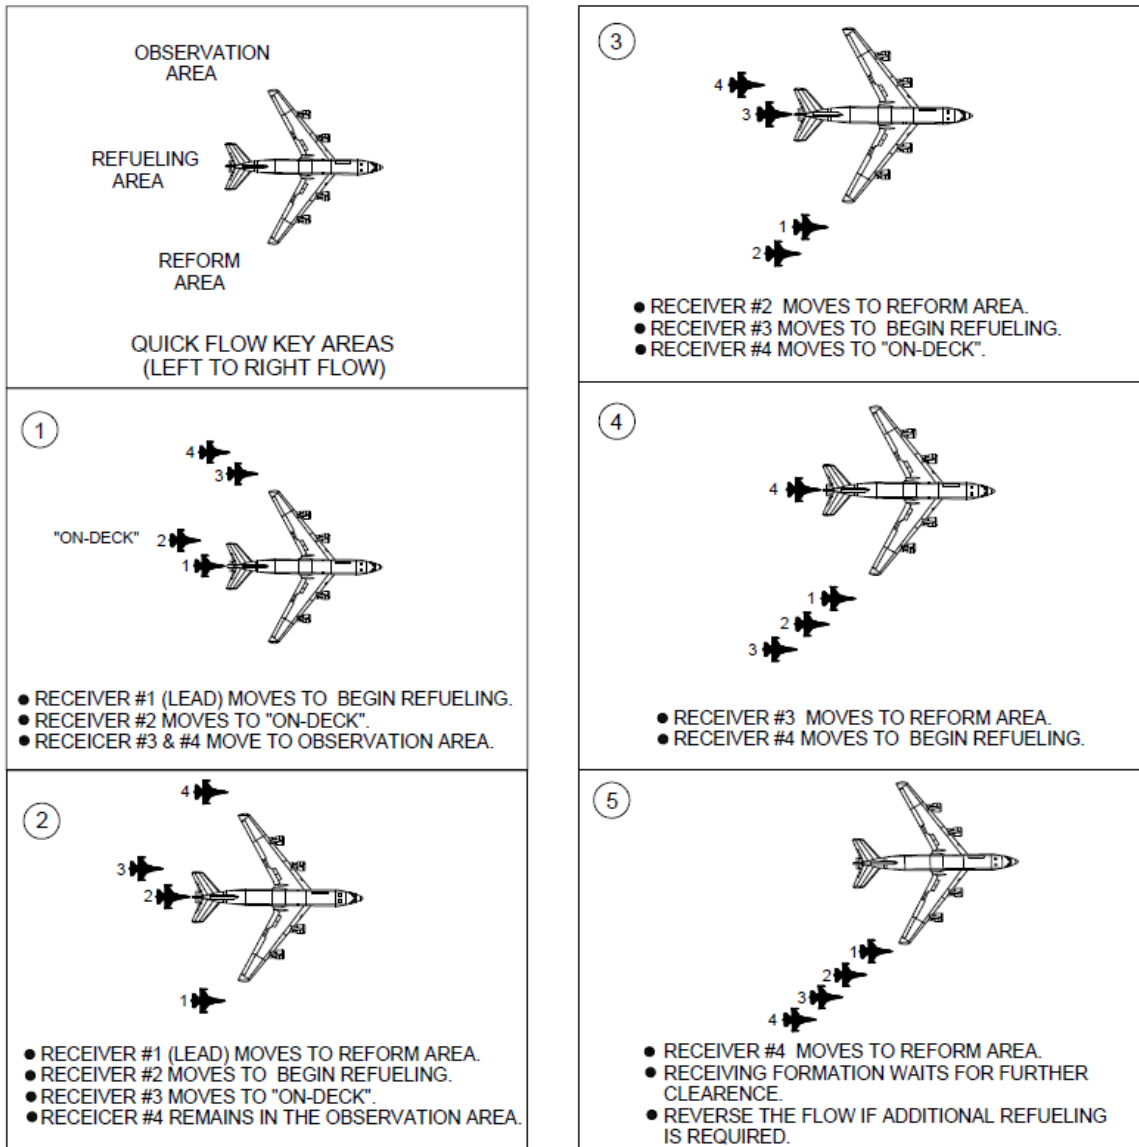 OBSERVATION
AREA
REFUELING
AREA
REFORM
AREA
QUICK FLOW KEY AREAS
(LEFT TO RIGHT FLOW)
1
4
3
"ON-DECK"
2
1
● RECEIVER #1 (LEAD) MOVES TO BEGIN REFUELING.
● RECEIVER #2 MOVES TO "ON-DECK".
● RECEICER #3 & #4 MOVE TO OBSERVATION AREA.
2
4
3
2
1
● RECEIVER #1 (LEAD) MOVES TO REFORM AREA.
● RECEIVER #2 MOVES TO BEGIN REFUELING.
● RECEIVER #3 MOVES TO "ON-DECK".
● RECEICER #4 REMAINS IN THE OBSERVATION AREA.
3
4
3
1
2
● RECEIVER #2 MOVES TO REFORM AREA.
● RECEIVER #3 MOVES TO BEGIN REFUELING.
● RECEIVER #4 MOVES TO "ON-DECK".
4
4
1
2
3
● RECEIVER #3 MOVES TO REFORM AREA.
● RECEIVER #4 MOVES TO BEGIN REFUELING.
5
1
2
3
4
● RECEIVER #4 MOVES TO REFORM AREA.
● RECEIVING FORMATION WAITS FOR FURTHER
CLEARENCE.
● REVERSE THE FLOW IF ADDITIONAL REFUELING
IS REQUIRED.